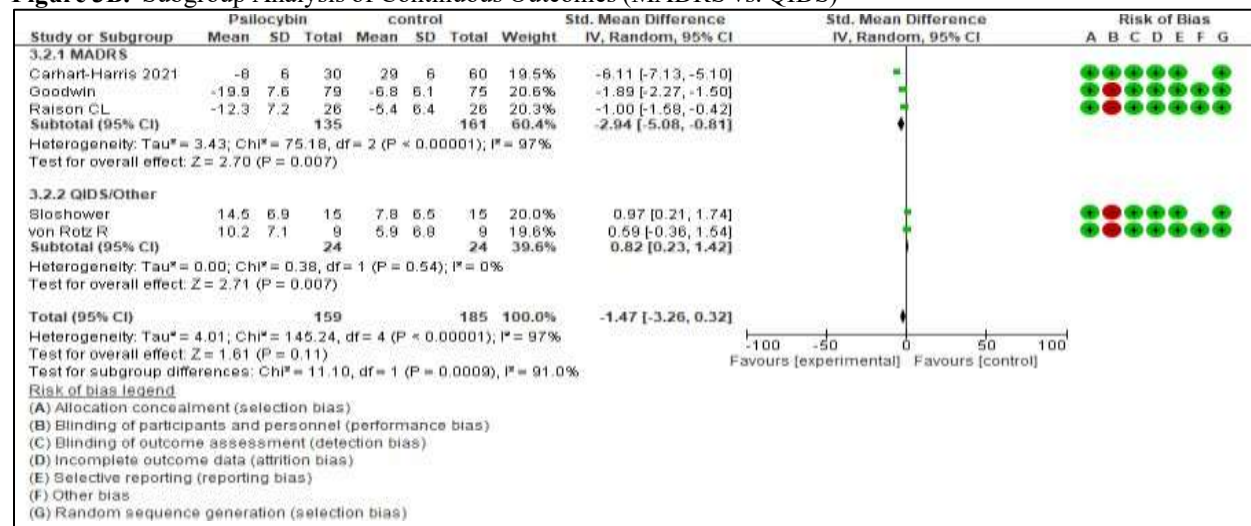 Figure 3B. Subgroup Analysis of Continuous Outcomes (MADRS vs. QIDS)
Psilocybin control Std. Mean Difference Std. Mean Difference Risk of Bias
Study or Subgroup Mean SD Total Mean SD Total Weight IV, Random, 95% CI IV, Random, 95% CI A B C D E F G
3.2.1 MADRS
Carhart-Harris 2021 -8 6 30 29 6 60 19.5% -6.11 [-7.13, -5.10]
Goodwin -19.9 7.6 79 -6.8 6.1 75 20.6% -1.89 [-2.27, -1.50]
Raison CL -12.3 7.2 26 -5.4 6.4 26 20.3% -1.00 [-1.58, -0.42]
Subtotal (95% CI) 135 161 60.4% -2.94 [-5.08, -0.81]
Heterogeneity: Tau² = 3.43; Chi² = 75.18, df = 2 (P < 0.00001); I² = 97%
Test for overall effect: Z = 2.70 (P = 0.007)
3.2.2 QIDS/Other
Sloshower 14.5 6.9 15 7.8 6.5 15 20.0% 0.97 [0.21, 1.74]
von Rotz R 10.2 7.1 9 5.9 6.8 9 19.6% 0.59 [-0.36, 1.54]
Subtotal (95% CI) 24 24 39.6% 0.82 [0.23, 1.42]
Heterogeneity: Tau² = 0.00; Chi² = 0.38, df = 1 (P = 0.54); I² = 0%
Test for overall effect: Z = 2.71 (P = 0.007)
Total (95% CI) 159 185 100.0% -1.47 [-3.26, 0.32]
Heterogeneity: Tau² = 4.01; Chi² = 145.24, df = 4 (P < 0.00001); I² = 97%
Test for overall effect: Z = 1.61 (P = 0.11)
Test for subgroup differences: Chi² = 11.10, df = 1 (P = 0.0009), I² = 91.0%
-100 -50 0 50 100
Favours [experimental] Favours [control]
Risk of bias legend
(A) Allocation concealment (selection bias)
(B) Blinding of participants and personnel (performance bias)
(C) Blinding of outcome assessment (detection bias)
(D) Incomplete outcome data (attrition bias)
(E) Selective reporting (reporting bias)
(F) Other bias
(G) Random sequence generation (selection bias)